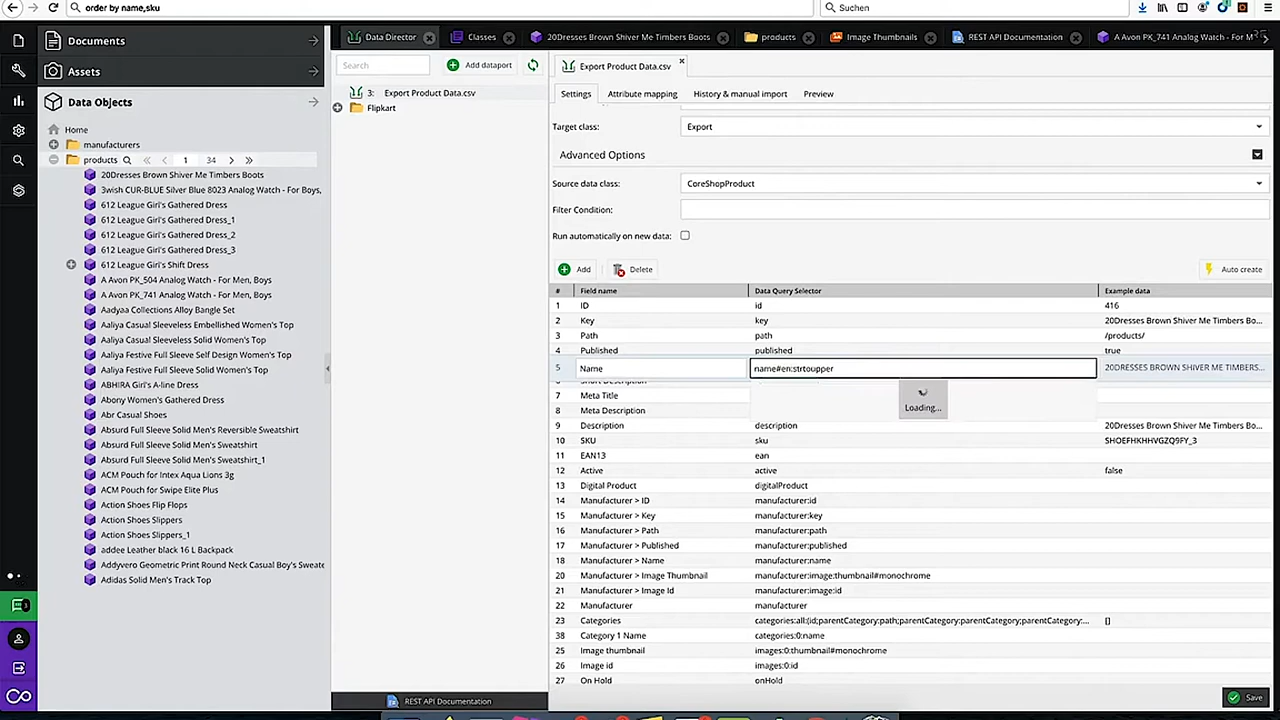 order by name,sku
Suchen
Documents
Assets
Data Objects
Home
manufacturers
products
1
34
20Dresses Brown Shiver Me Timbers Boots
3wish CUR-BLUE Silver Blue 8023 Analog Watch - For Boys,
612 League Girl's Gathered Dress
612 League Girl's Gathered Dress_1
612 League Girl's Gathered Dress_2
612 League Girl's Gathered Dress_3
612 League Girl's Shift Dress
A Avon PK_504 Analog Watch - For Men, Boys
A Avon PK_741 Analog Watch - For Men, Boys
Aadyaa Collections Alloy Bangle Set
Aaliya Casual Sleeveless Embellished Women's Top
Aaliya Casual Sleeveless Solid Women's Top
Aaliya Festive Full Sleeve Self Design Women's Top
Aaliya Festive Full Sleeve Solid Women's Top
ABHIRA Girl's A-line Dress
Abony Women's Gathered Dress
Abr Casual Shoes
Absurd Full Sleeve Solid Men's Reversible Sweatshirt
Absurd Full Sleeve Solid Men's Sweatshirt
Absurd Full Sleeve Solid Men's Sweatshirt_1
ACM Pouch for Intex Aqua Lions 3g
ACM Pouch for Swipe Elite Plus
Action Shoes Flip Flops
Action Shoes Slippers
Action Shoes Slippers_1
addee Leather black 16 L Backpack
Addyvero Geometric Print Round Neck Casual Boy's Sweate
Adidas Solid Men's Track Top
Data Director
Classes
20Dresses Brown Shiver Me Timbers Boots
products
Image Thumbnails
REST API Documentation
A Avon PK_741 Analog Watch - For M
Search
Add dataport
3: Export Product Data.csv
Flipkart
REST API Documentation
Export Product Data.csv
Settings
Attribute mapping
History & manual import
Preview
Target class:
Export
Advanced Options
Source data class:
CoreShopProduct
Filter Condition:
Run automatically on new data:
Add
Delete
Auto create
# Field name Data Query Selector Example data
1 ID id 416
2 Key key 20Dresses Brown Shiver Me Timbers Bo...
3 Path path /products/
4 Published published true
5 Name name#en:strtoupper 20DRESSES BROWN SHIVER ME TIMBERS...
Short Description
7 Meta Title
Loading...
8 Meta Description
9 Description description 20Dresses Brown Shiver Me Timbers Bo...
10 SKU sku SHOEFHKHHVGZQ9FY_3
11 EAN13 ean
12 Active active false
13 Digital Product digitalProduct
14 Manufacturer > ID manufacturer:id
15 Manufacturer > Key manufacturer:key
16 Manufacturer > Path manufacturer:path
17 Manufacturer > Published manufacturer:published
18 Manufacturer > Name manufacturer:name
20 Manufacturer > Image Thumbnail manufacturer:image:thumbnail#monochrome
21 Manufacturer > Image Id manufacturer:image:id
22 Manufacturer manufacturer
23 Categories categories:all:(id;parentCategory:path;parentCategory:parentCategory;parentCategory:... []
38 Category 1 Name categories:0:name
25 Image thumbnail images:0:thumbnail#monochrome
26 Image id images:0:id
27 On Hold onHold
Save